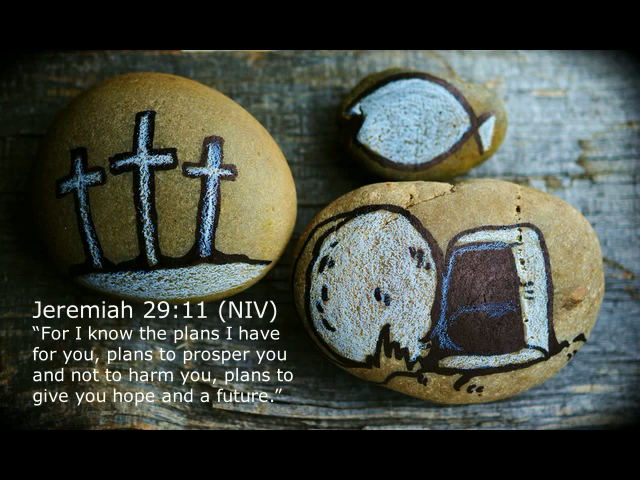 Jeremiah 29:11 (NIV)
“For I know the plans I have
for you, plans to prosper you
and not to harm you, plans to
give you hope and a future.”